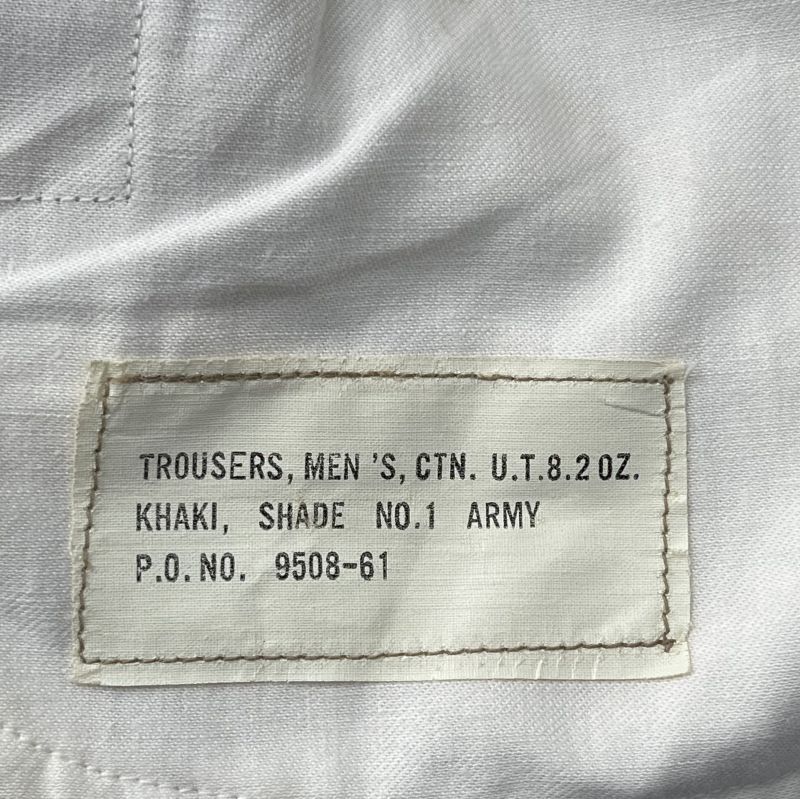 TROUSERS, MEN 'S, CTN. U.T.8.2 OZ.
KHAKI, SHADE NO.1 ARMY
P.O. NO. 9508-61